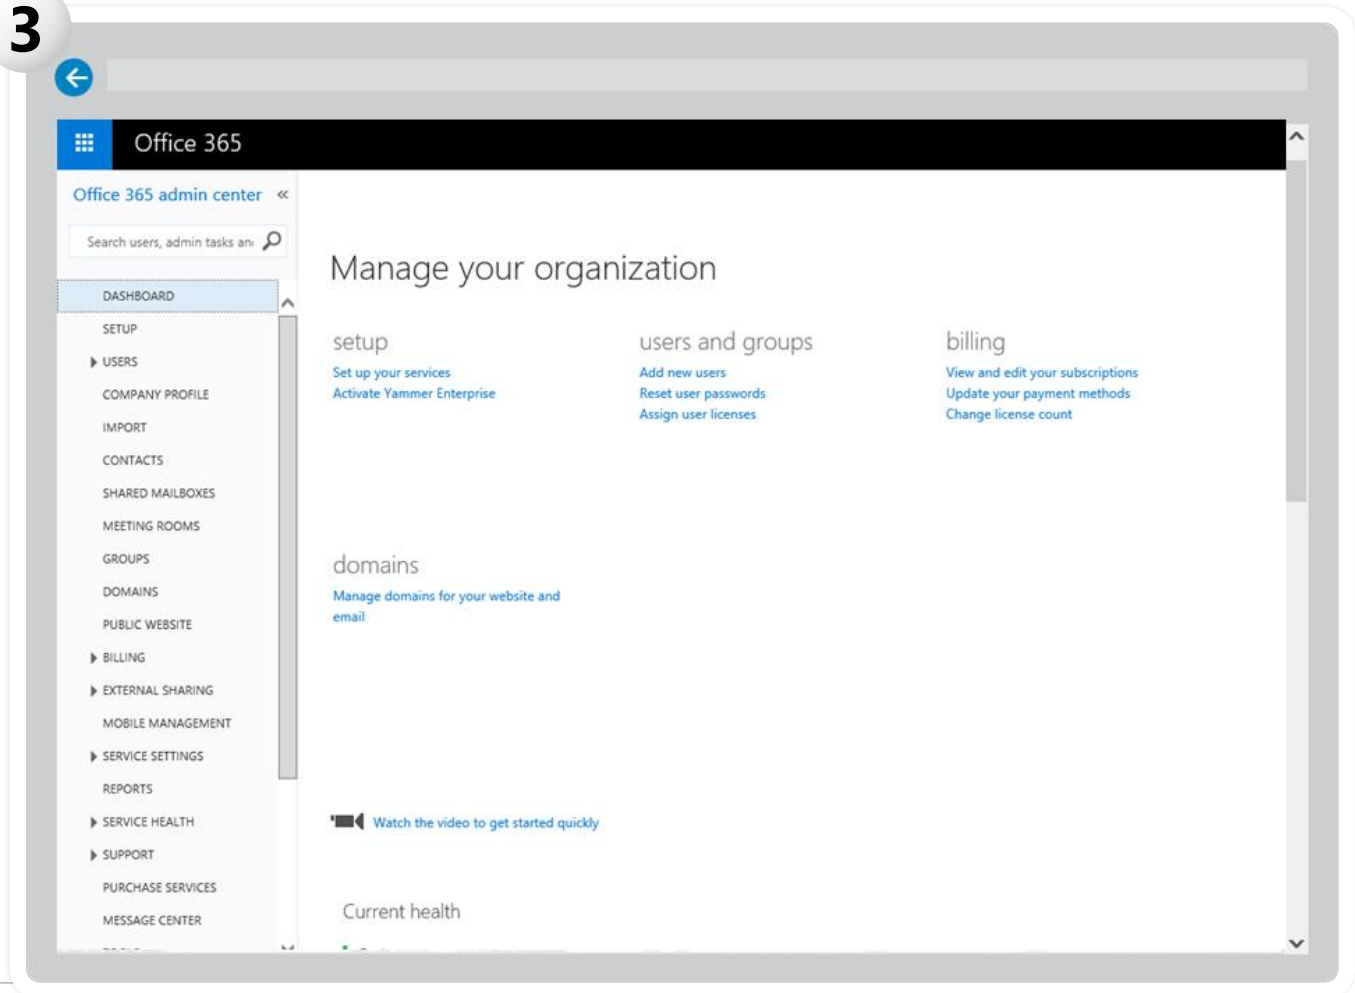 3
Office 365
Office 365 admin center «
Search users, admin tasks an
DASHBOARD
SETUP
USERS
COMPANY PROFILE
IMPORT
CONTACTS
SHARED MAILBOXES
MEETING ROOMS
GROUPS
DOMAINS
PUBLIC WEBSITE
BILLING
EXTERNAL SHARING
MOBILE MANAGEMENT
SERVICE SETTINGS
REPORTS
SERVICE HEALTH
SUPPORT
PURCHASE SERVICES
MESSAGE CENTER
Manage your organization
setup
Set up your services
Activate Yammer Enterprise
users and groups
Add new users
Reset user passwords
Assign user licenses
billing
View and edit your subscriptions
Update your payment methods
Change license count
domains
Manage domains for your website and
email
Watch the video to get started quickly
Current health